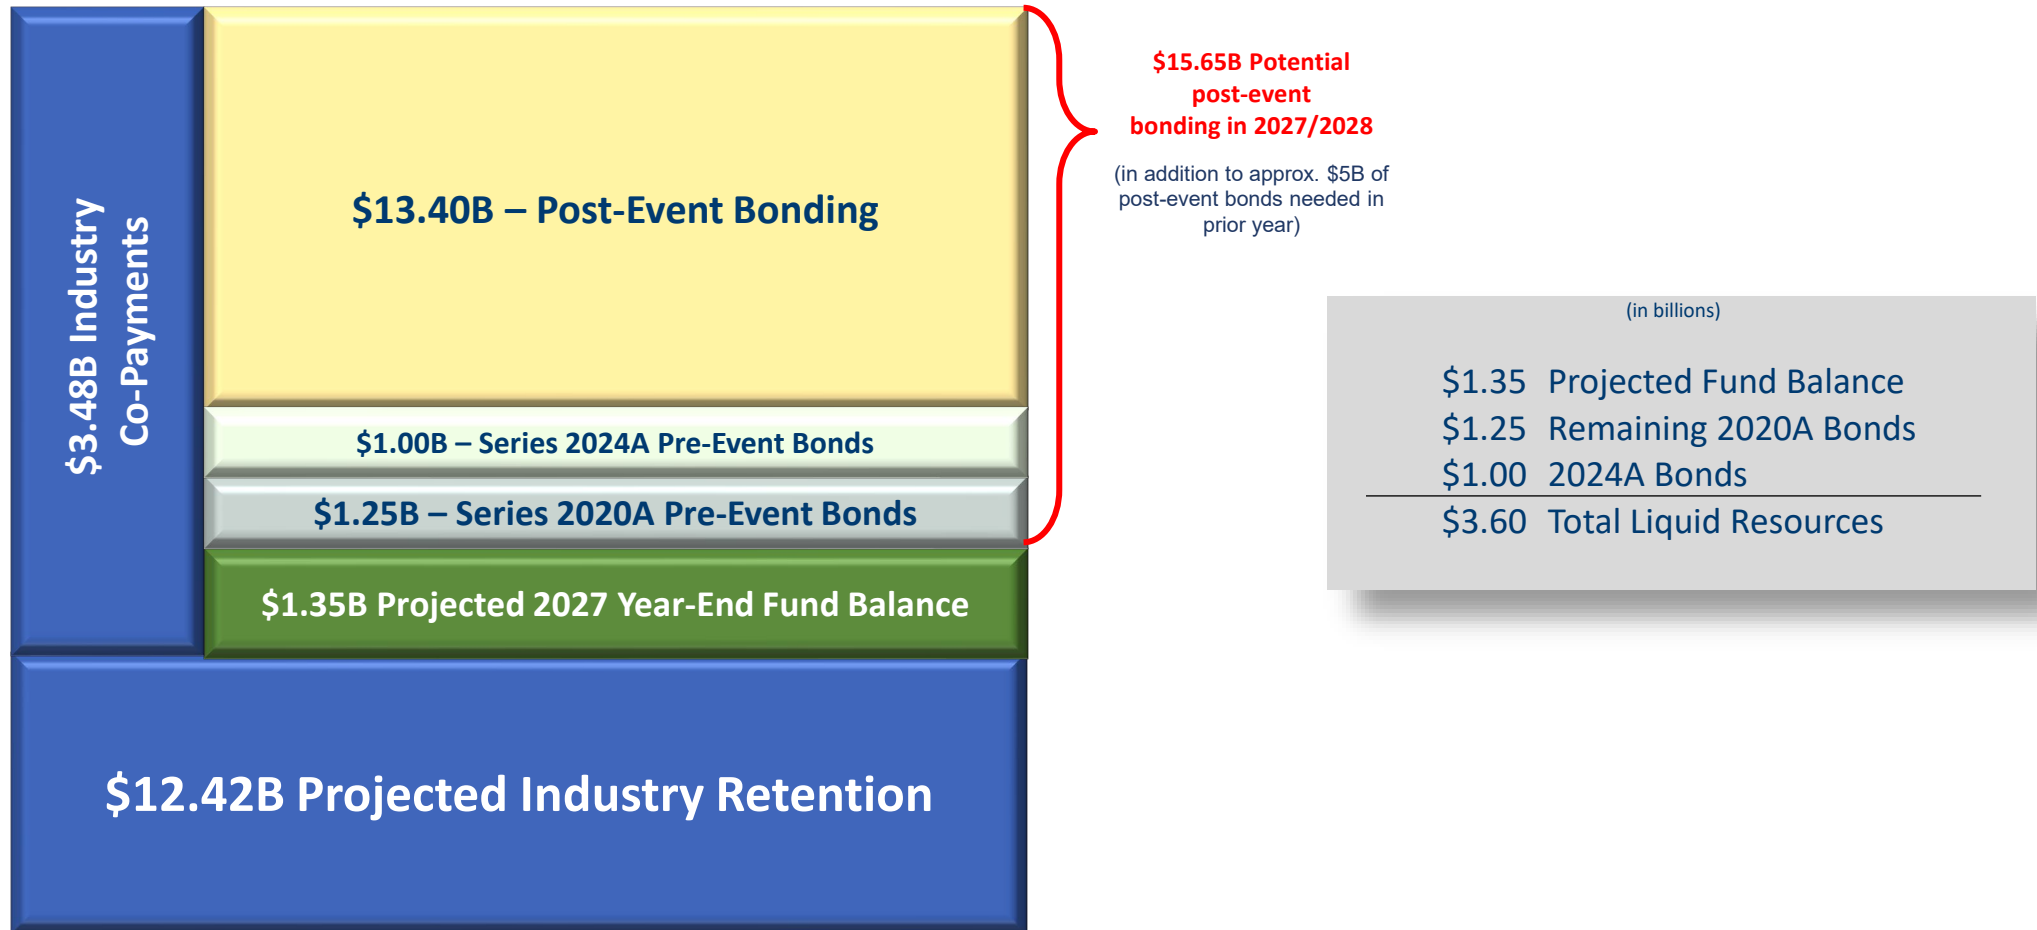 $3.48B Industry
Co-Payments
$13.40B – Post-Event Bonding
$1.00B – Series 2024A Pre-Event Bonds
$1.25B – Series 2020A Pre-Event Bonds
$1.35B Projected 2027 Year-End Fund Balance
$12.42B Projected Industry Retention
$15.65B Potential
post-event
bonding in 2027/2028
(in addition to approx. $5B of
post-event bonds needed in
prior year)
(in billions)
$1.35 Projected Fund Balance
$1.25 Remaining 2020A Bonds
$1.00 2024A Bonds
$3.60 Total Liquid Resources